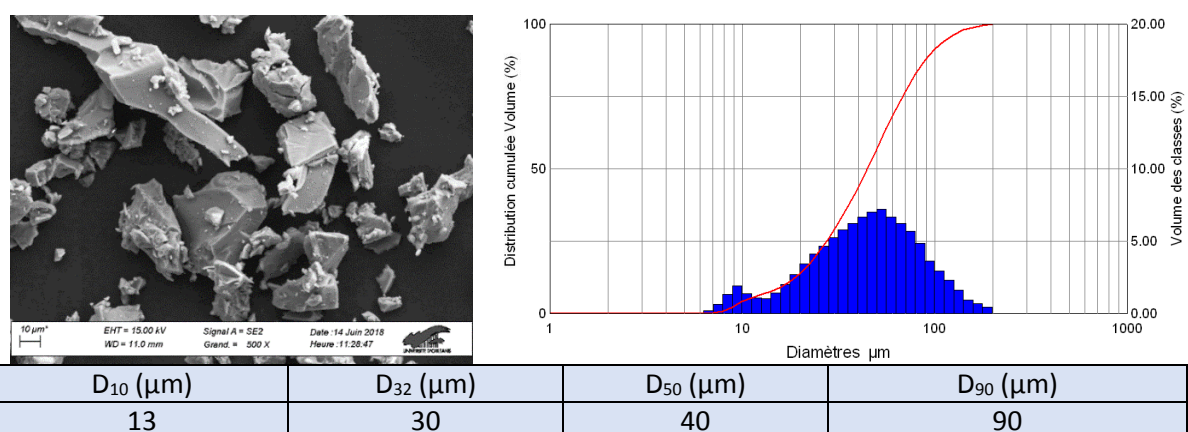 10 µm*
EHT = 15.00 kV
Signal A = SE2
Date :14 Juin 2018
WD = 11.0 mm
Grand. = 500 X
Heure :11:28:47
Distribution cumulée Volume (%)
100
50
0
20.00
15.00
10.00
5.00
0.00
Volume des classes (%)
1
10
100
1000
Diamètres µm
D10 (µm) D32 (µm) D50 (µm) D90 (µm)
13 30 40 90